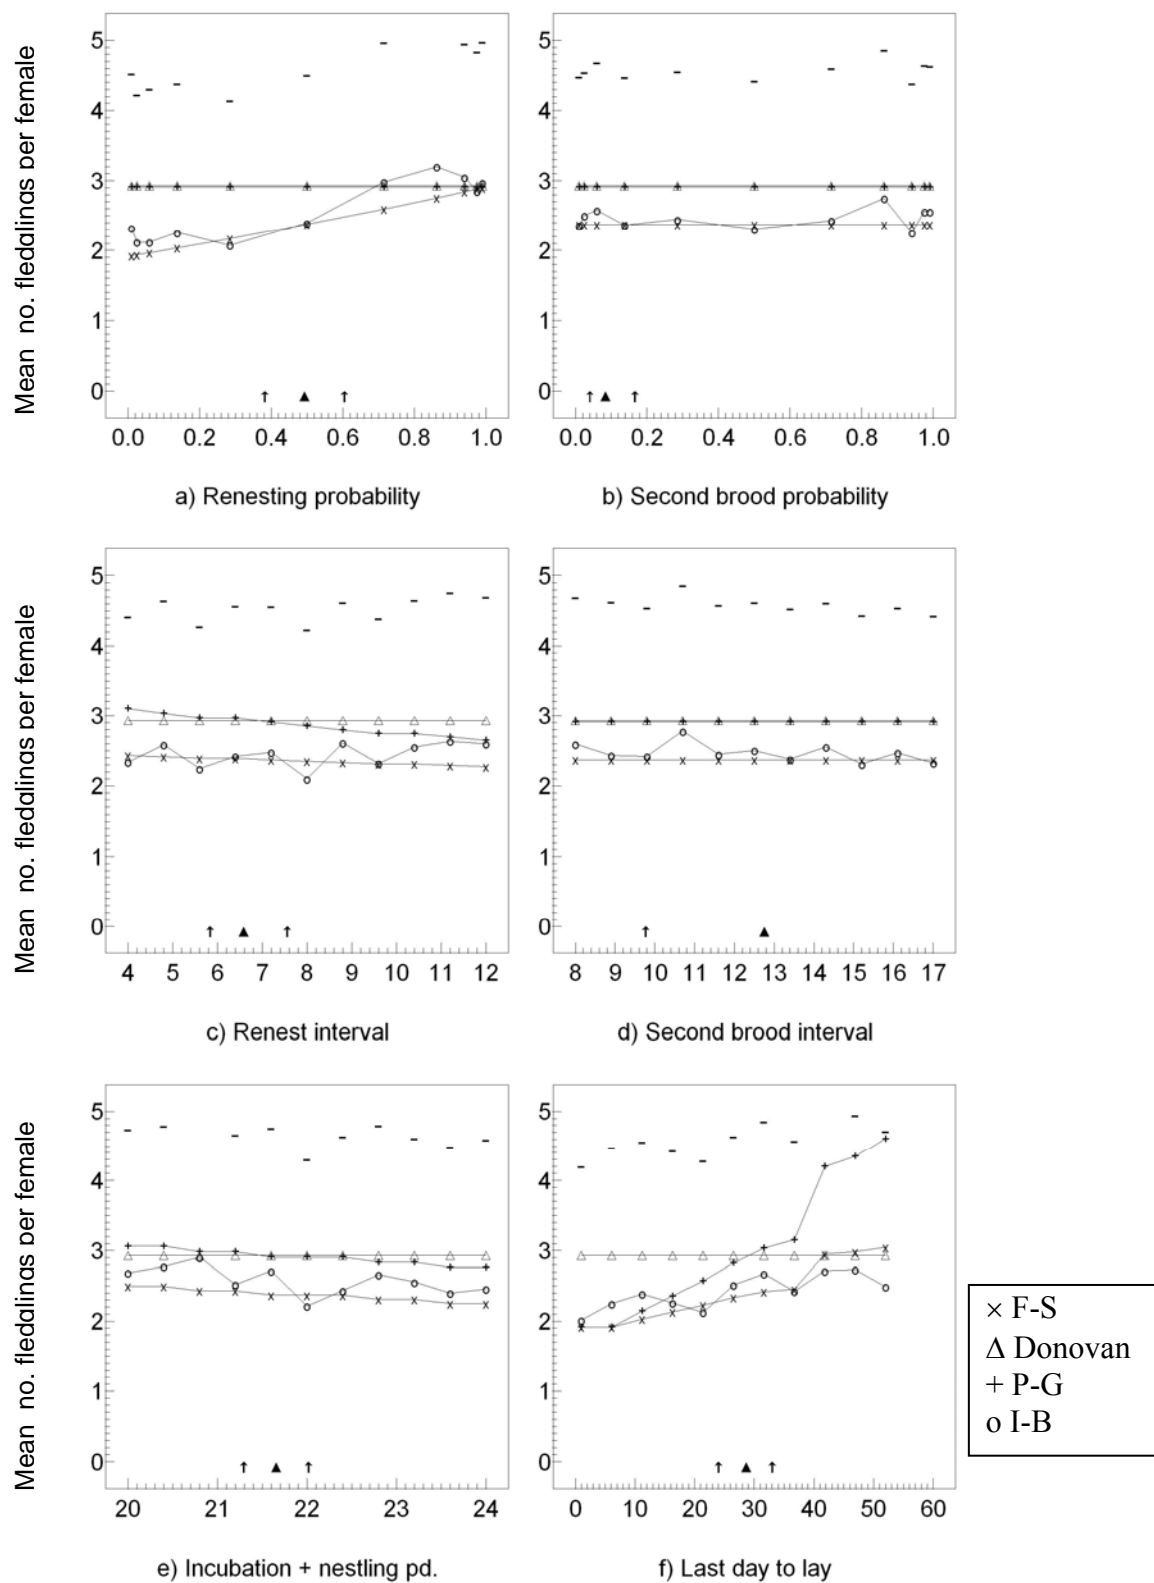 Mean no. fledglings per female
5
4
3
2
1
0
0.0 0.2 0.4 0.6 0.8 1.0
a) Renesting probability
5
4
3
2
1
0
0.0 0.2 0.4 0.6 0.8 1.0
b) Second brood probability
Mean no. fledglings per female
5
4
3
2
1
0
4 5 6 7 8 9 10 11 12
c) Renest interval
5
4
3
2
1
0
8 9 10 11 12 13 14 15 16 17
d) Second brood interval
Mean no. fledglings per female
5
4
3
2
1
0
20 21 22 23 24
e) Incubation + nestling pd.
5
4
3
2
1
0
0 10 20 30 40 50 60
f) Last day to lay
× F-S
Δ Donovan
+ P-G
o I-B